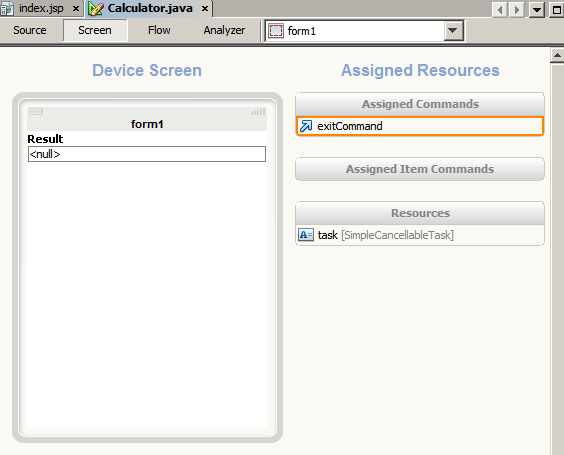 index.jsp × Calculator.java ×
Source Screen Flow Analyzer form1
Device Screen
form1
Result
<null>
Assigned Resources
Assigned Commands
exitCommand
Assigned Item Commands
Resources
task [SimpleCancellableTask]